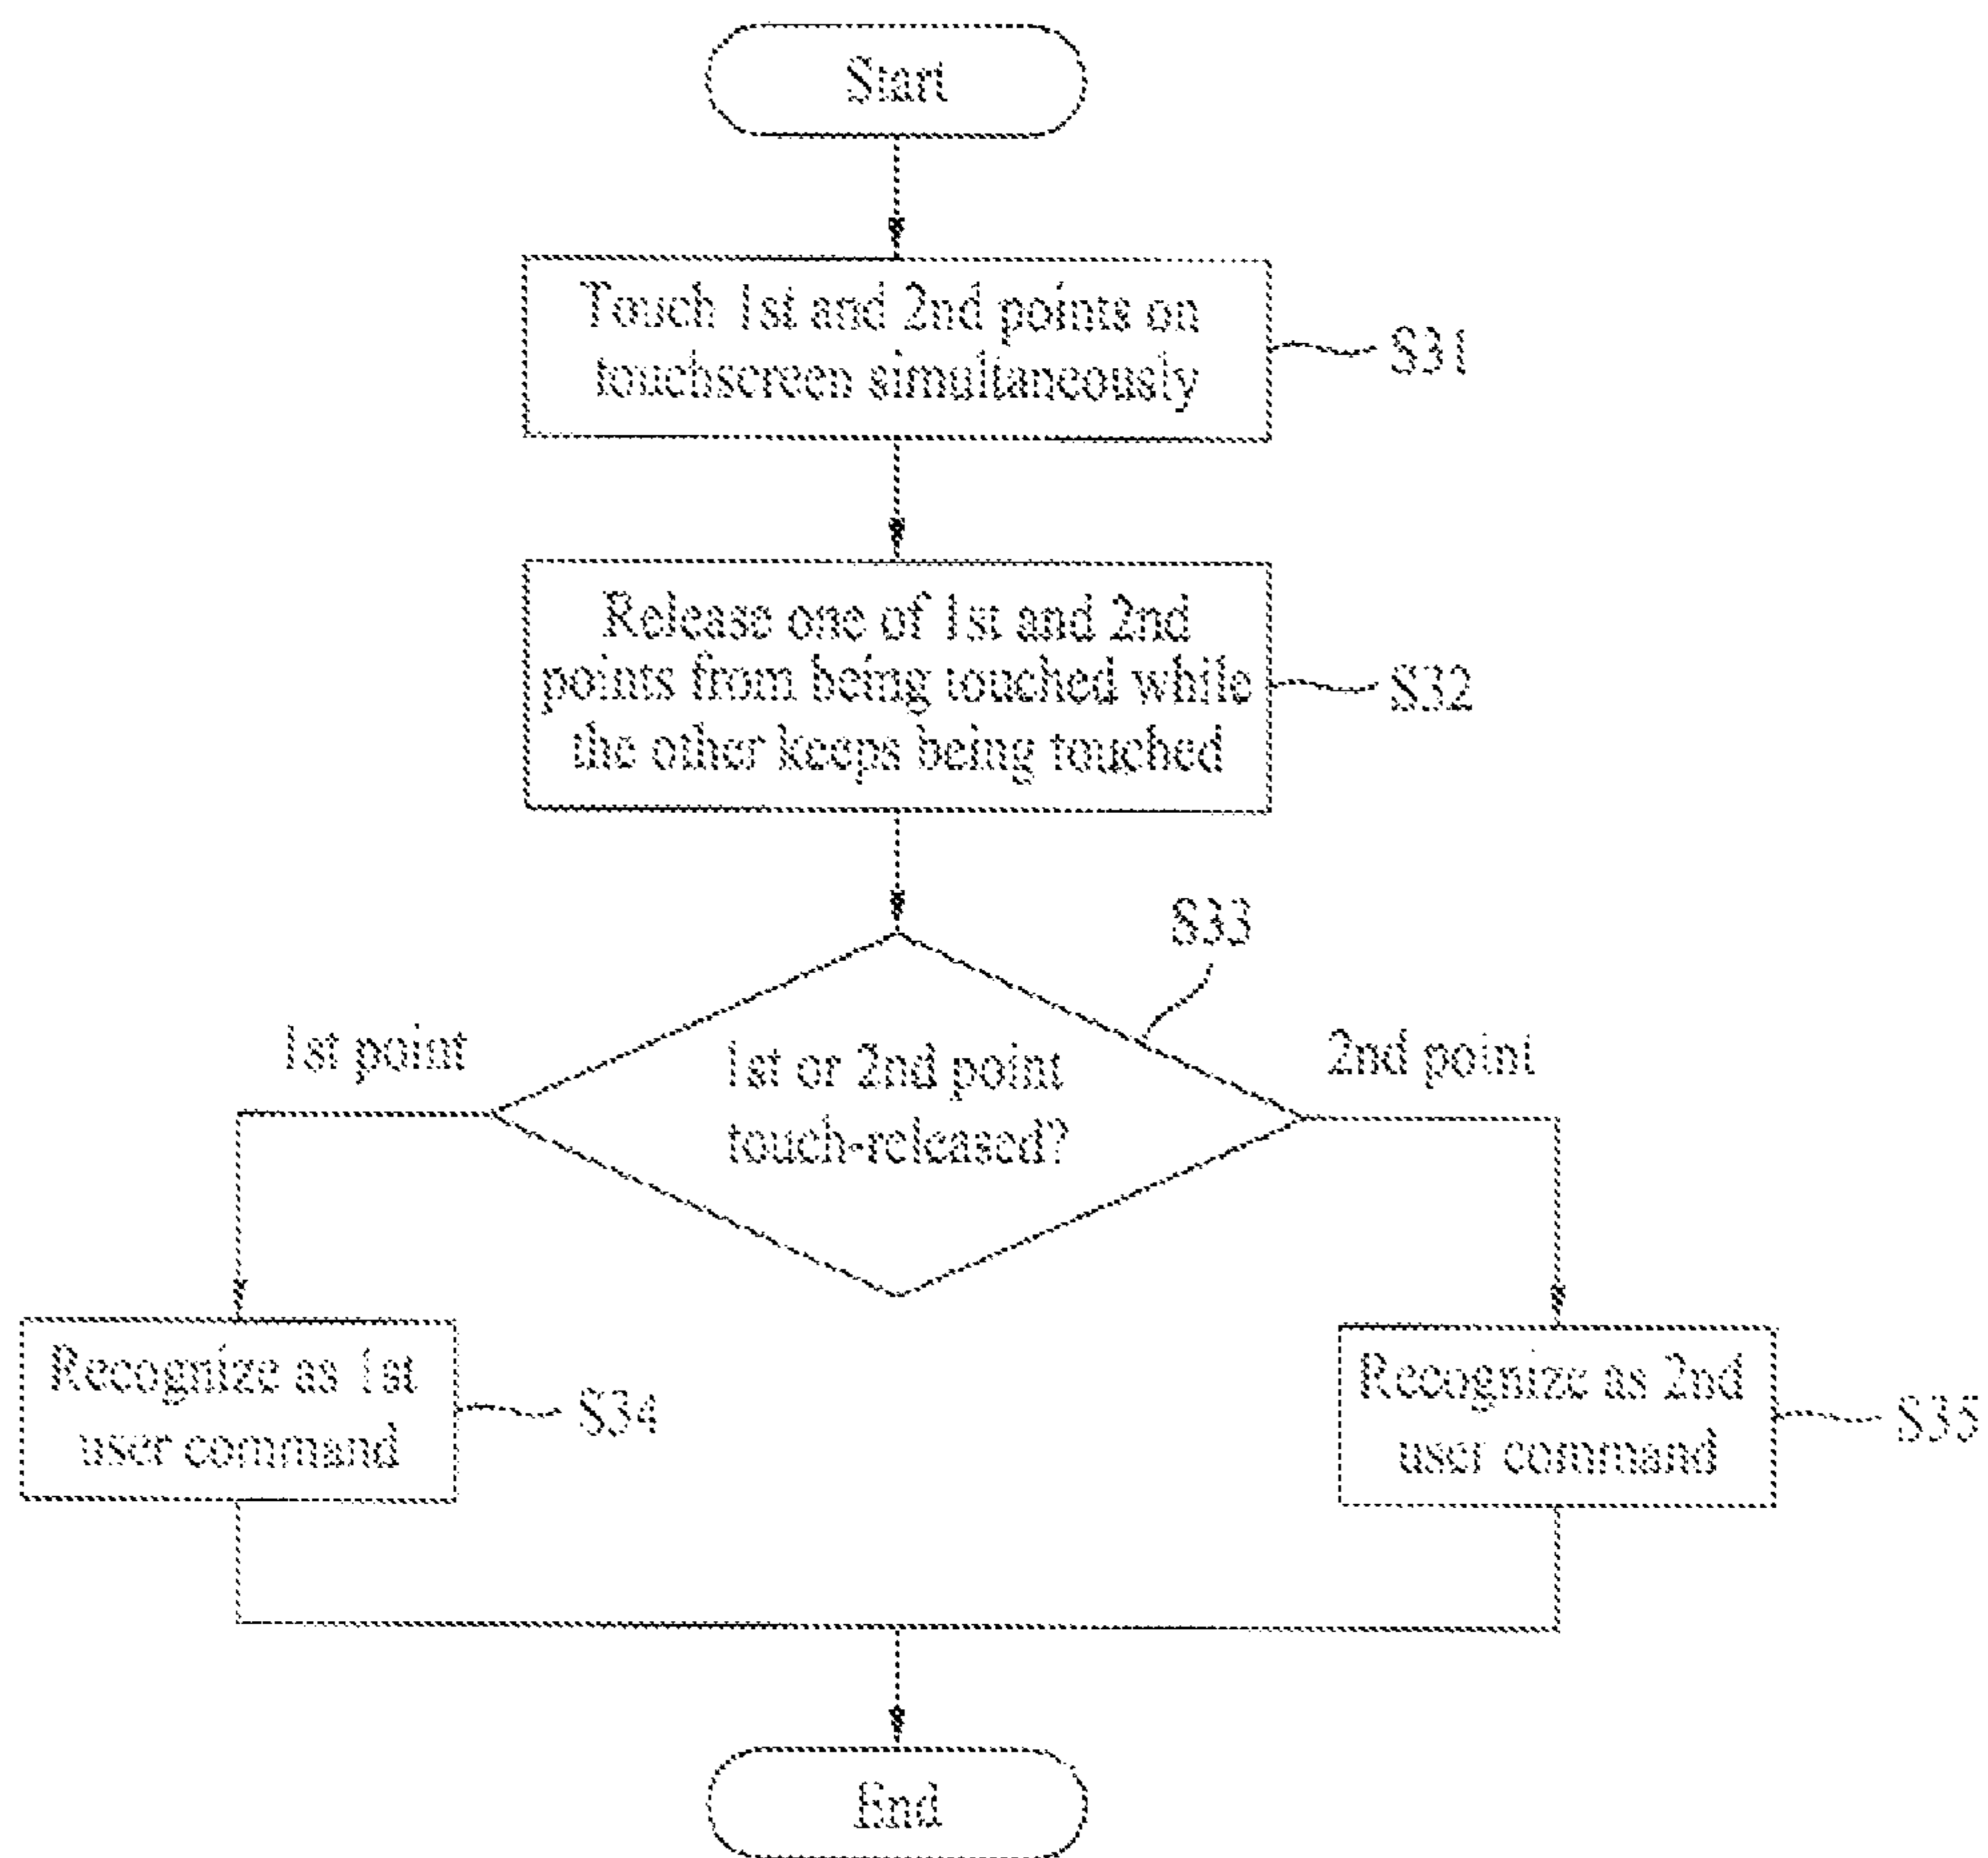 Start
Touch 1st and 2nd points on
touchscreen simultaneously
S31
Release one of 1st and 2nd
points from being touched while
the other keeps being touched
S32
S33
1st point
1st or 2nd point
touch-released?
2nd point
Recognize as 1st
user command
S34
Recognize as 2nd
user command
S35
End